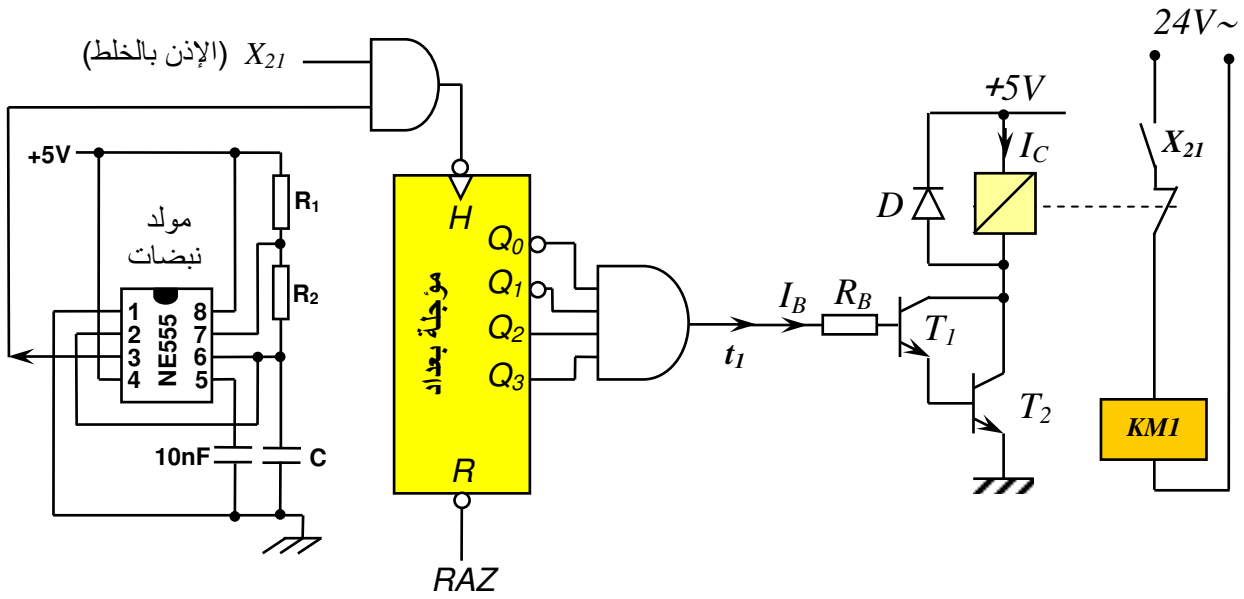 24V~
(الإذن بالخلط) X21
+5V
X21
IC
D
+5V
R1
مولد
نبضات
R2
H
Q0
Q1
Q2
Q3
مؤجلة بعداد
R
RAZ
1 8
2 7
3 6
4 5
NE555
10nF
C
t1
IB
RB
T1
T2
KM1